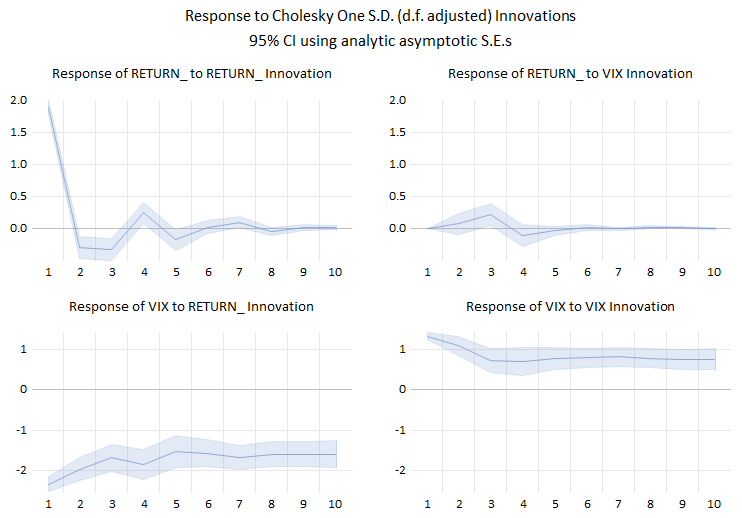 Response to Cholesky One S.D. (d.f. adjusted) Innovations
95% CI using analytic asymptotic S.E.s
Response of RETURN_ to RETURN_ Innovation
2.0
1.5
1.0
0.5
0.0
1 2 3 4 5 6 7 8 9 10
Response of RETURN_ to VIX Innovation
2.0
1.5
1.0
0.5
0.0
1 2 3 4 5 6 7 8 9 10
Response of VIX to RETURN_ Innovation
1
0
-1
-2
1 2 3 4 5 6 7 8 9 10
Response of VIX to VIX Innovation
1
0
-1
-2
1 2 3 4 5 6 7 8 9 10